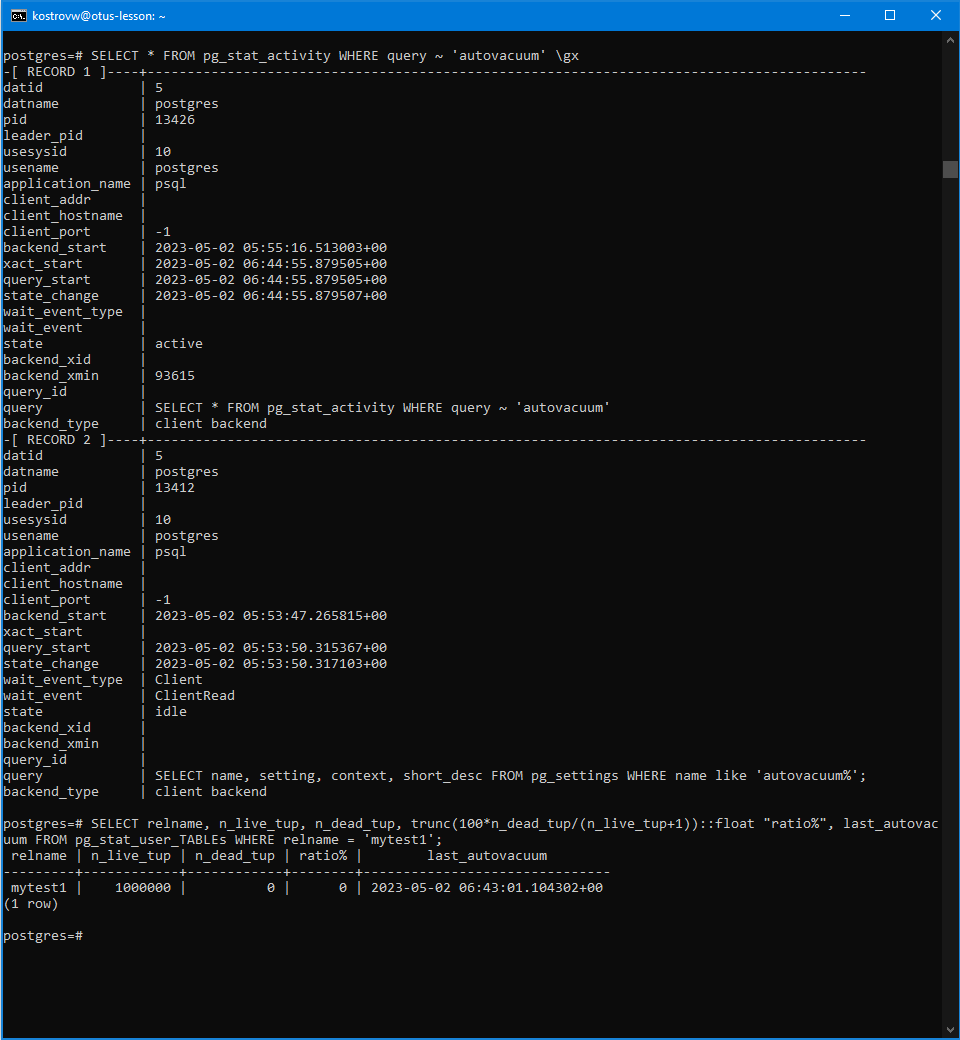 kostrovw@otus-lesson: ~
postgres=# SELECT * FROM pg_stat_activity WHERE query ~ 'autovacuum' \gx
-[ RECORD 1 ]----+------------------------------------------------------------------------------------------
datid            | 5
datname          | postgres
pid              | 13426
leader_pid       |
usesysid         | 10
usename          | postgres
application_name | psql
client_addr      |
client_hostname  |
client_port      | -1
backend_start    | 2023-05-02 05:55:16.513003+00
xact_start       | 2023-05-02 06:44:55.879505+00
query_start      | 2023-05-02 06:44:55.879505+00
state_change     | 2023-05-02 06:44:55.879507+00
wait_event_type  |
wait_event       |
state            | active
backend_xid      |
backend_xmin     | 93615
query_id         |
query            | SELECT * FROM pg_stat_activity WHERE query ~ 'autovacuum'
backend_type     | client backend
-[ RECORD 2 ]----+------------------------------------------------------------------------------------------
datid            | 5
datname          | postgres
pid              | 13412
leader_pid       |
usesysid         | 10
usename          | postgres
application_name | psql
client_addr      |
client_hostname  |
client_port      | -1
backend_start    | 2023-05-02 05:53:47.265815+00
xact_start       |
query_start      | 2023-05-02 05:53:50.315367+00
state_change     | 2023-05-02 05:53:50.317103+00
wait_event_type  | Client
wait_event       | ClientRead
state            | idle
backend_xid      |
backend_xmin     |
query_id         |
query            | SELECT name, setting, context, short_desc FROM pg_settings WHERE name like 'autovacuum%';
backend_type     | client backend
postgres=# SELECT relname, n_live_tup, n_dead_tup, trunc(100*n_dead_tup/(n_live_tup+1))::float "ratio%", last_autovac
uum FROM pg_stat_user_TABLEs WHERE relname = 'mytest1';
 relname | n_live_tup | n_dead_tup | ratio% |        last_autovacuum
---------+------------+------------+--------+-------------------------------
 mytest1 |    1000000 |          0 |      0 | 2023-05-02 06:43:01.104302+00
(1 row)
postgres=#